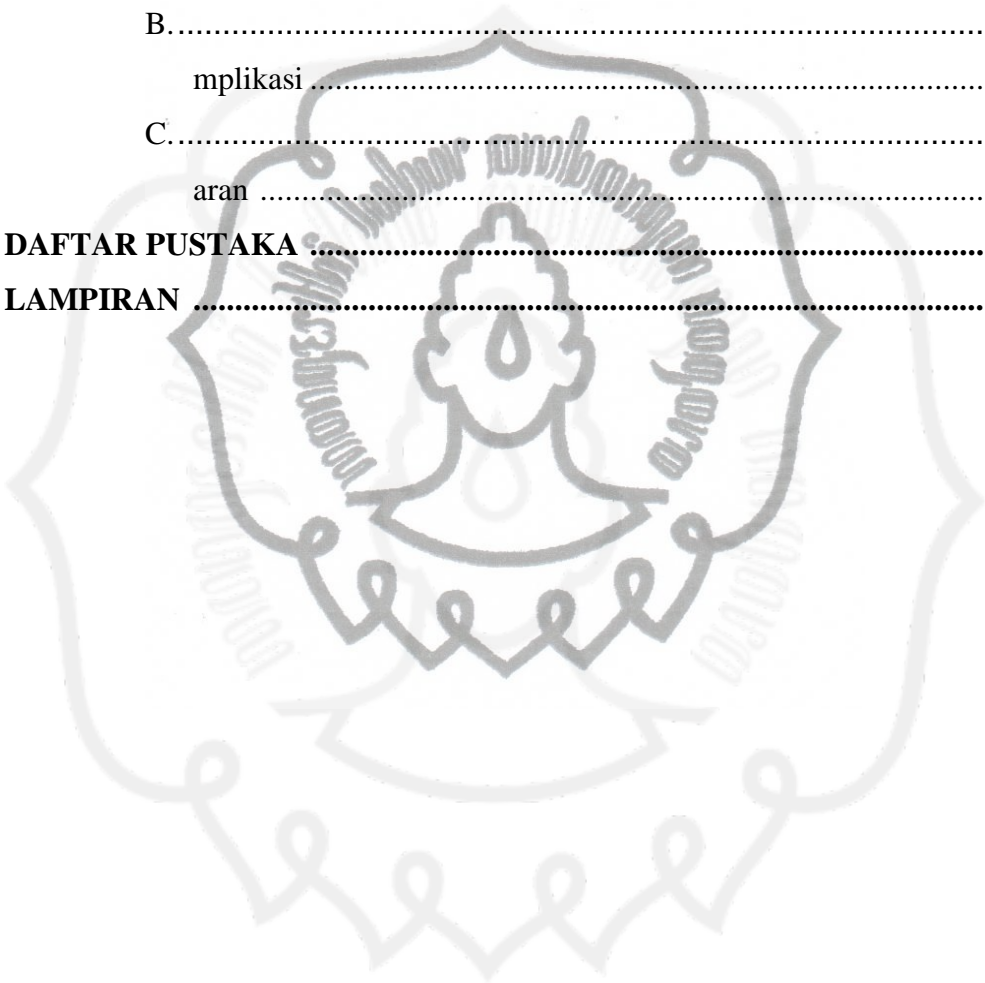 B. ..........................................................................................
mplikasi ...........................................................................
C. ..........................................................................................
aran ................................................................................
DAFTAR PUSTAKA ...........................................................................
LAMPIRAN ........................................................................................